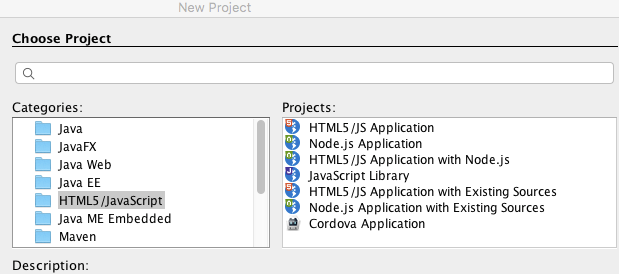 New Project
Choose Project
Categories:
Java
JavaFX
Java Web
Java EE
HTML5/JavaScript
Java ME Embedded
Maven
Projects:
HTML5/JS Application
Node.js Application
HTML5/JS Application with Node.js
JavaScript Library
HTML5/JS Application with Existing Sources
Node.js Application with Existing Sources
Cordova Application
Description: